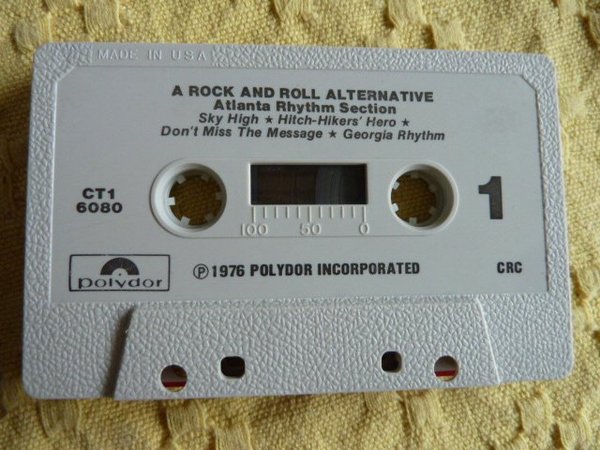 MADE IN USA
A ROCK AND ROLL ALTERNATIVE
Atlanta Rhythm Section
Sky High ★ Hitch-Hikers' Hero ★
Don't Miss The Message ★ Georgia Rhythm
CT1
6080
1
100 50 0
polydor
Ⓟ 1976 POLYDOR INCORPORATED
CRC